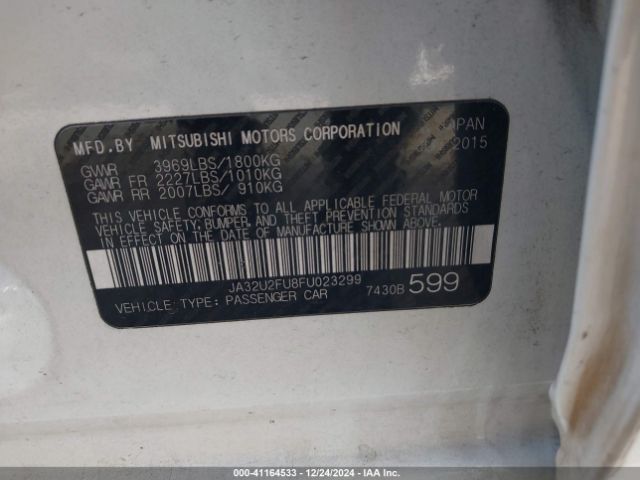 MFD.BY MITSUBISHI MOTORS CORPORATION
2015
GVWR 3969LBS/1800KG
GAWR FR 2227LBS/1010KG
GAWR RR 2007LBS/ 910KG
THIS VEHICLE CONFORMS TO ALL APPLICABLE FEDERAL MOTOR
VEHICLE SAFETY, BUMPER, AND THEFT PREVENTION STANDARDS
IN EFFECT ON THE DATE OF MANUFACTURE SHOWN ABOVE.
JA32U2FU8FU023299
VEHICLE TYPE: PASSENGER CAR 7430B 599
000-41164533 - 12/24/2024 - IAA Inc.